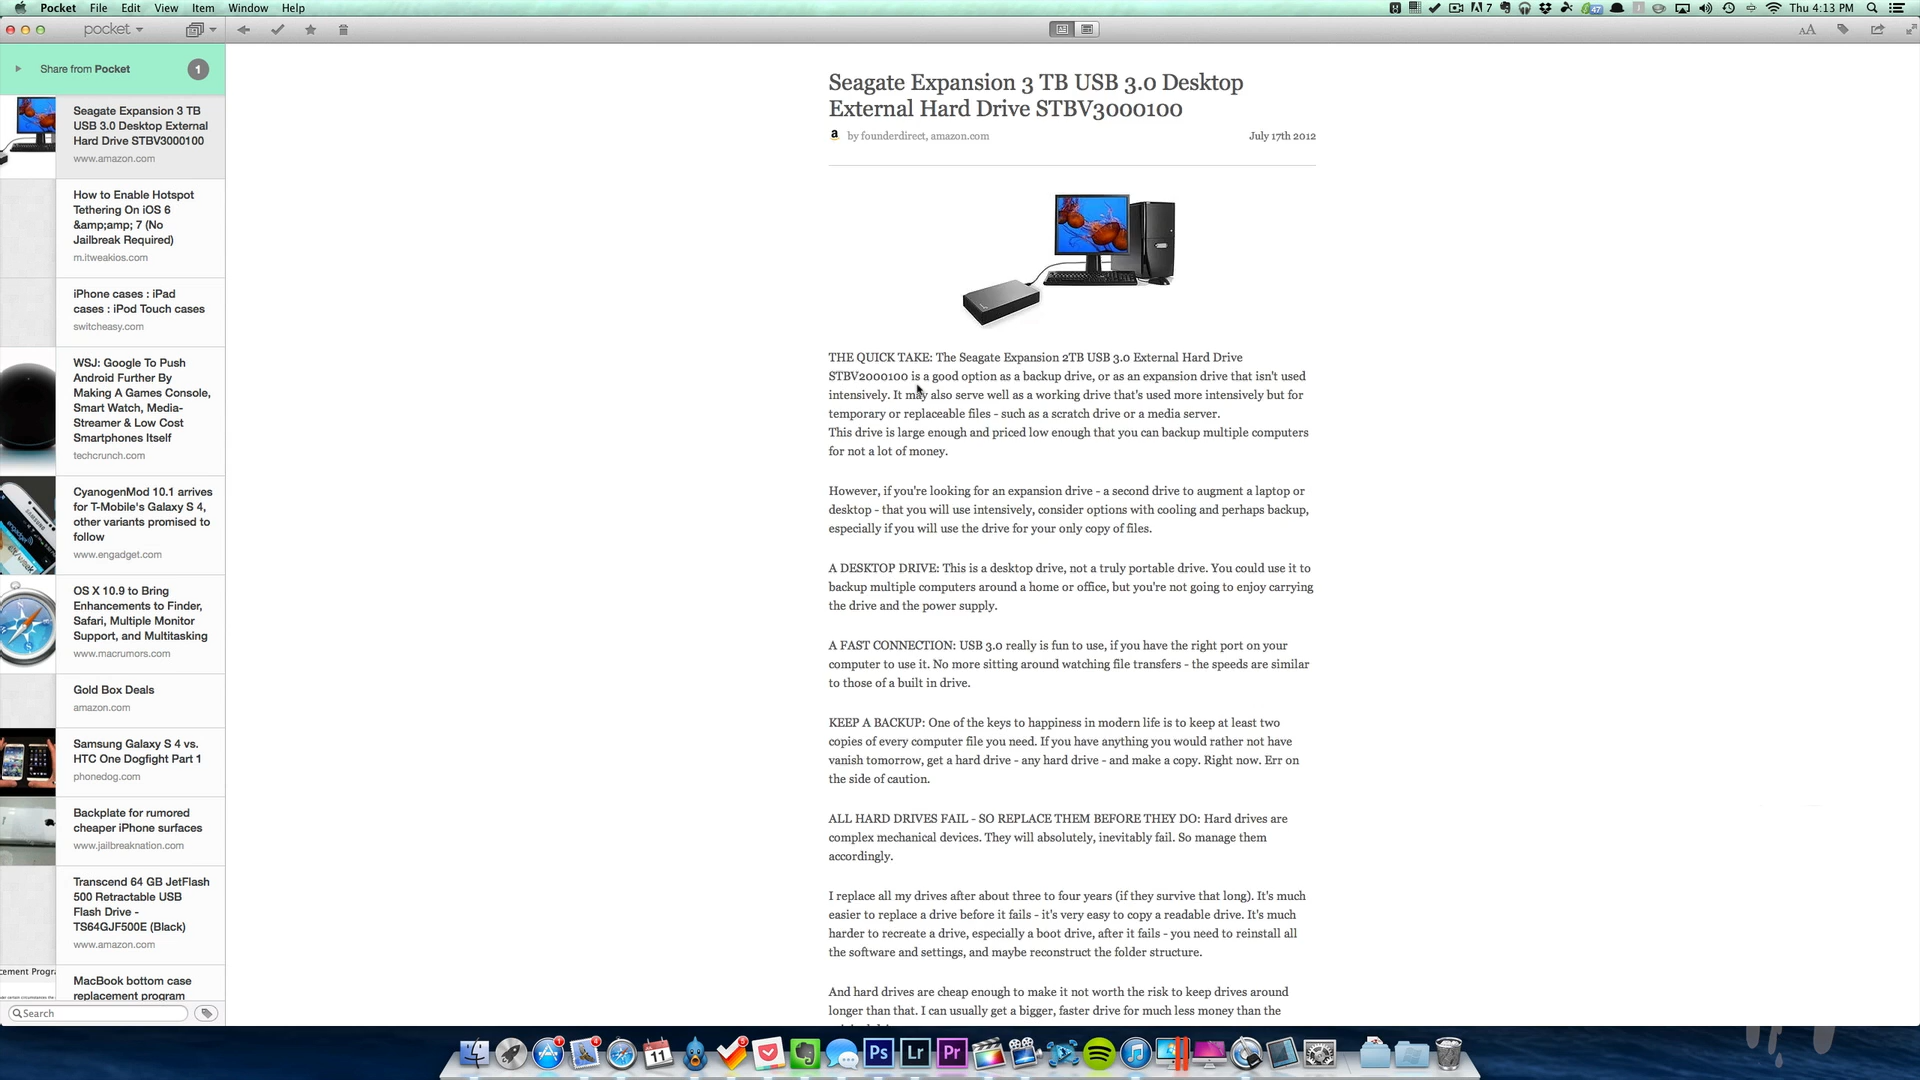 Pocket File Edit View Item Window Help
7
47
Thu 4:13 PM
pocket
AA
Share from Pocket
1
Seagate Expansion 3 TB
USB 3.0 Desktop External
Hard Drive STBV3000100
www.amazon.com
How to Enable Hotspot
Tethering On iOS 6
&amp;amp; 7 (No
Jailbreak Required)
m.itweakios.com
iPhone cases : iPad
cases : iPod Touch cases
switcheasy.com
WSJ: Google To Push
Android Further By
Making A Games Console,
Smart Watch, Media-
Streamer & Low Cost
Smartphones Itself
techcrunch.com
CyanogenMod 10.1 arrives
for T-Mobile's Galaxy S 4,
other variants promised to
follow
www.engadget.com
OS X 10.9 to Bring
Enhancements to Finder,
Safari, Multiple Monitor
Support, and Multitasking
www.macrumors.com
Gold Box Deals
amazon.com
Samsung Galaxy S 4 vs.
HTC One Dogfight Part 1
phonedog.com
Backplate for rumored
cheaper iPhone surfaces
www.jailbreaknation.com
Transcend 64 GB JetFlash
500 Retractable USB
Flash Drive -
TS64GJF500E (Black)
www.amazon.com
cement Progra
MacBook bottom case
replacement program
Search
Seagate Expansion 3 TB USB 3.0 Desktop
External Hard Drive STBV3000100
a by founderdirect, amazon.com July 17th 2012
THE QUICK TAKE: The Seagate Expansion 2TB USB 3.0 External Hard Drive
STBV2000100 is a good option as a backup drive, or as an expansion drive that isn't used
intensively. It may also serve well as a working drive that's used more intensively but for
temporary or replaceable files - such as a scratch drive or a media server.
This drive is large enough and priced low enough that you can backup multiple computers
for not a lot of money.
However, if you're looking for an expansion drive - a second drive to augment a laptop or
desktop - that you will use intensively, consider options with cooling and perhaps backup,
especially if you will use the drive for your only copy of files.
A DESKTOP DRIVE: This is a desktop drive, not a truly portable drive. You could use it to
backup multiple computers around a home or office, but you're not going to enjoy carrying
the drive and the power supply.
A FAST CONNECTION: USB 3.0 really is fun to use, if you have the right port on your
computer to use it. No more sitting around watching file transfers - the speeds are similar
to those of a built in drive.
KEEP A BACKUP: One of the keys to happiness in modern life is to keep at least two
copies of every computer file you need. If you have anything you would rather not have
vanish tomorrow, get a hard drive - any hard drive - and make a copy. Right now. Err on
the side of caution.
ALL HARD DRIVES FAIL - SO REPLACE THEM BEFORE THEY DO: Hard drives are
complex mechanical devices. They will absolutely, inevitably fail. So manage them
accordingly.
I replace all my drives after about three to four years (if they survive that long). It's much
easier to replace a drive before it fails - it's very easy to copy a readable drive. It's much
harder to recreate a drive, especially a boot drive, after it fails - you need to reinstall all
the software and settings, and maybe reconstruct the folder structure.
And hard drives are cheap enough to make it not worth the risk to keep drives around
longer than that. I can usually get a bigger, faster drive for much less money than the
11
Ps
Lr
Pr